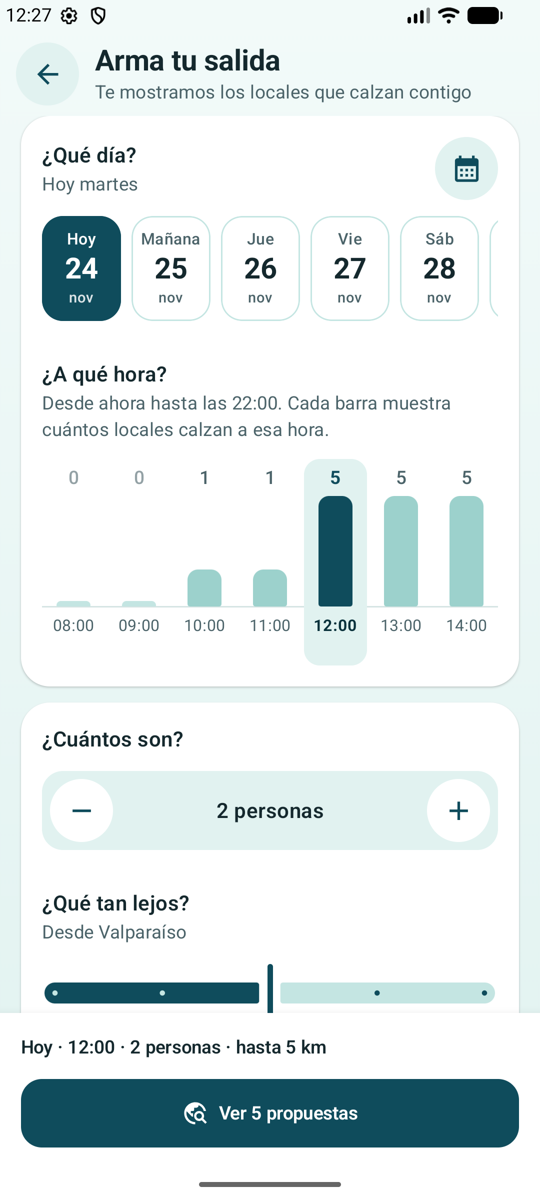 12:27
Arma tu salida
Te mostramos los locales que calzan contigo
¿Qué día?
Hoy martes
Hoy Mañana Jue Vie Sáb
24 25 26 27 28
nov nov nov nov nov
¿A qué hora?
Desde ahora hasta las 22:00. Cada barra muestra
cuántos locales calzan a esa hora.
0 0 1 1 5 5 5
08:00 09:00 10:00 11:00 12:00 13:00 14:00
¿Cuántos son?
2 personas
¿Qué tan lejos?
Desde Valparaíso
Hoy · 12:00 · 2 personas · hasta 5 km
Ver 5 propuestas